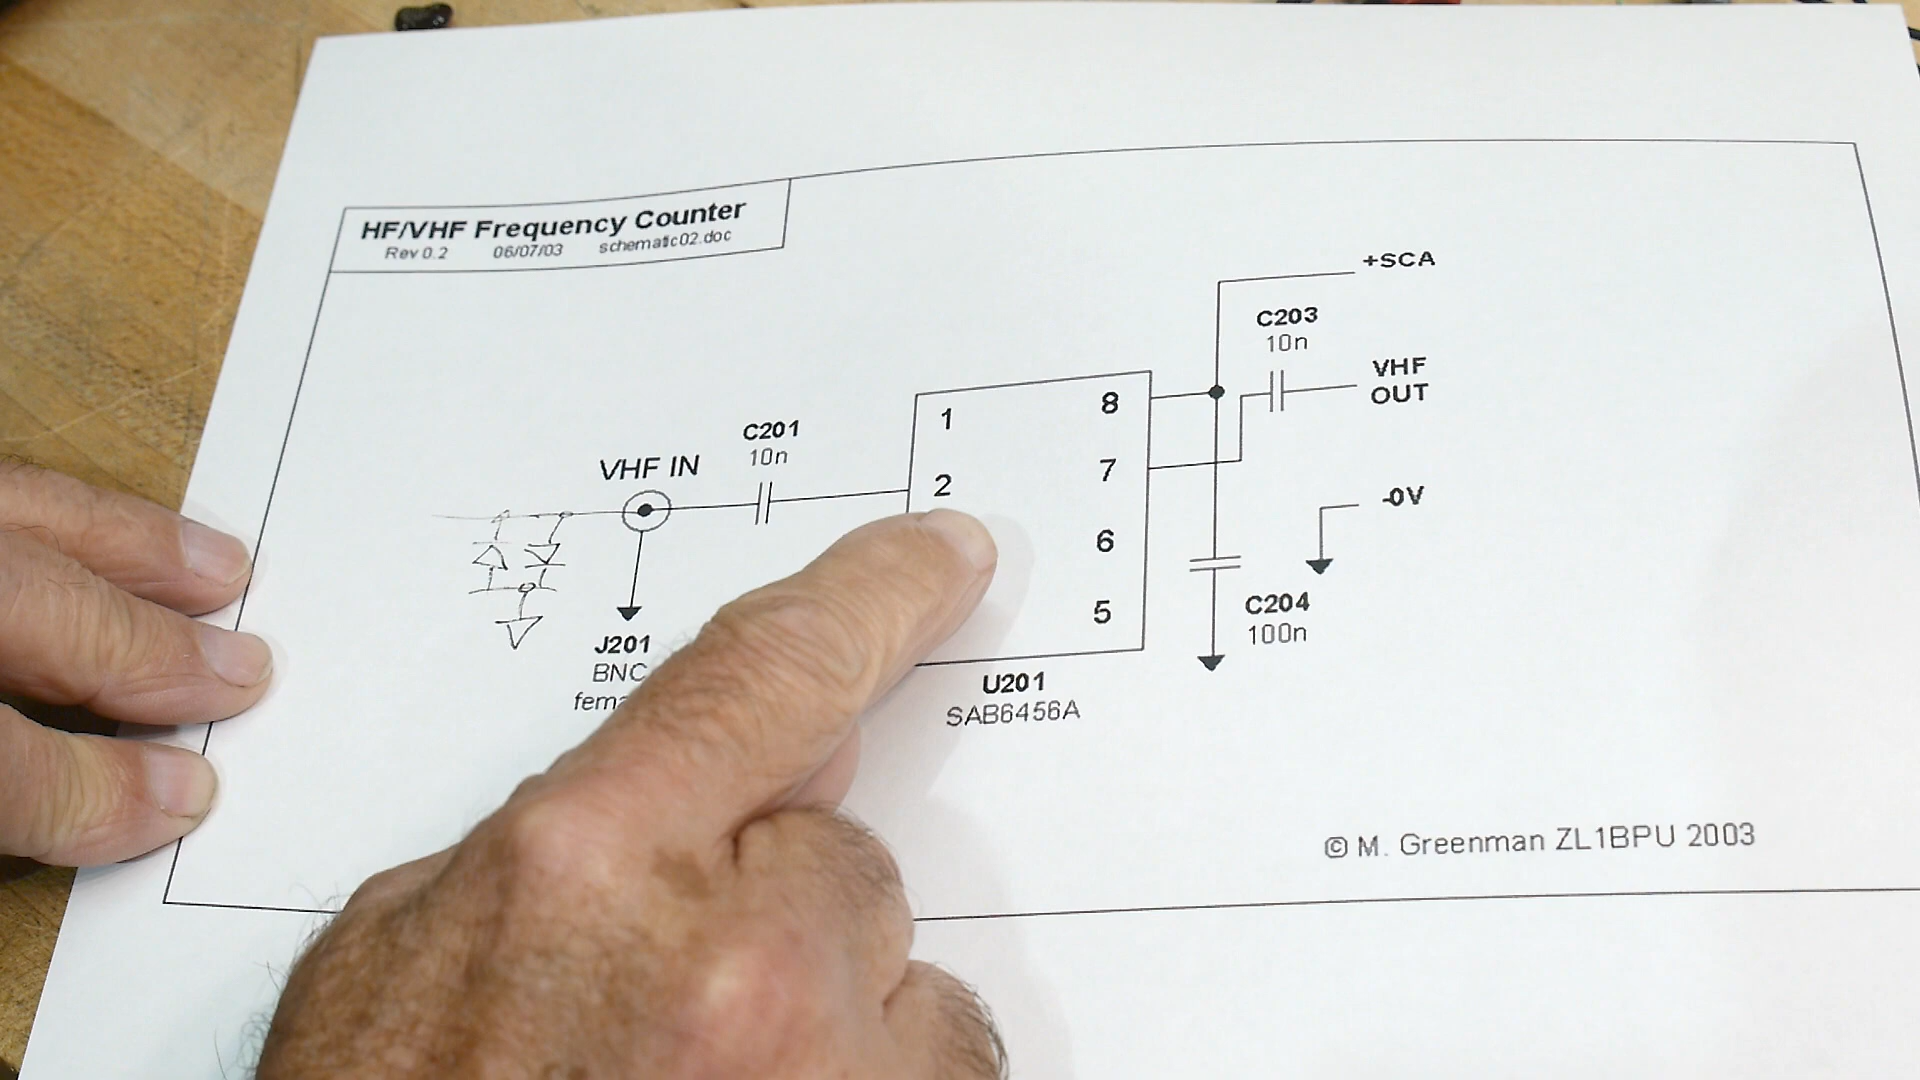 HF/VHF Frequency Counter
Rev 0.2 06/07/03 schematic02.doc
+SCA
C203
10n
VHF
OUT
C201
10n
VHF IN
1
8
2
7
-0V
6
5
C204
100n
J201
BNC
U201
SAB6456A
© M. Greenman ZL1BPU 2003